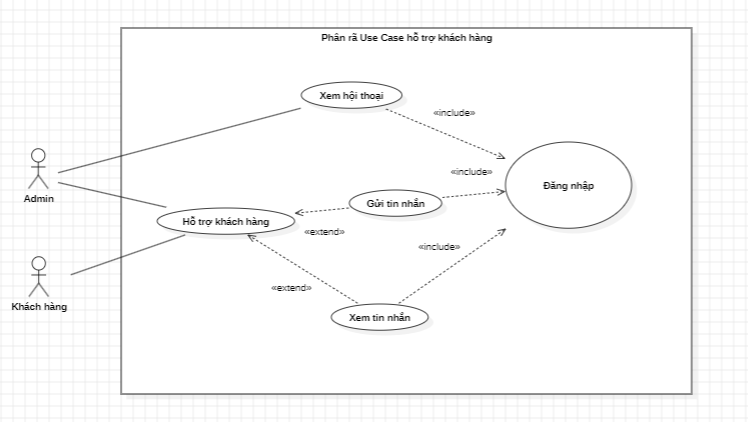 Phân rã Use Case hỗ trợ khách hàng
Xem hội thoại
«include»
«include»
Đăng nhập
Admin
Gửi tin nhắn
Hỗ trợ khách hàng
«extend»
«include»
Khách hàng
«extend»
Xem tin nhắn